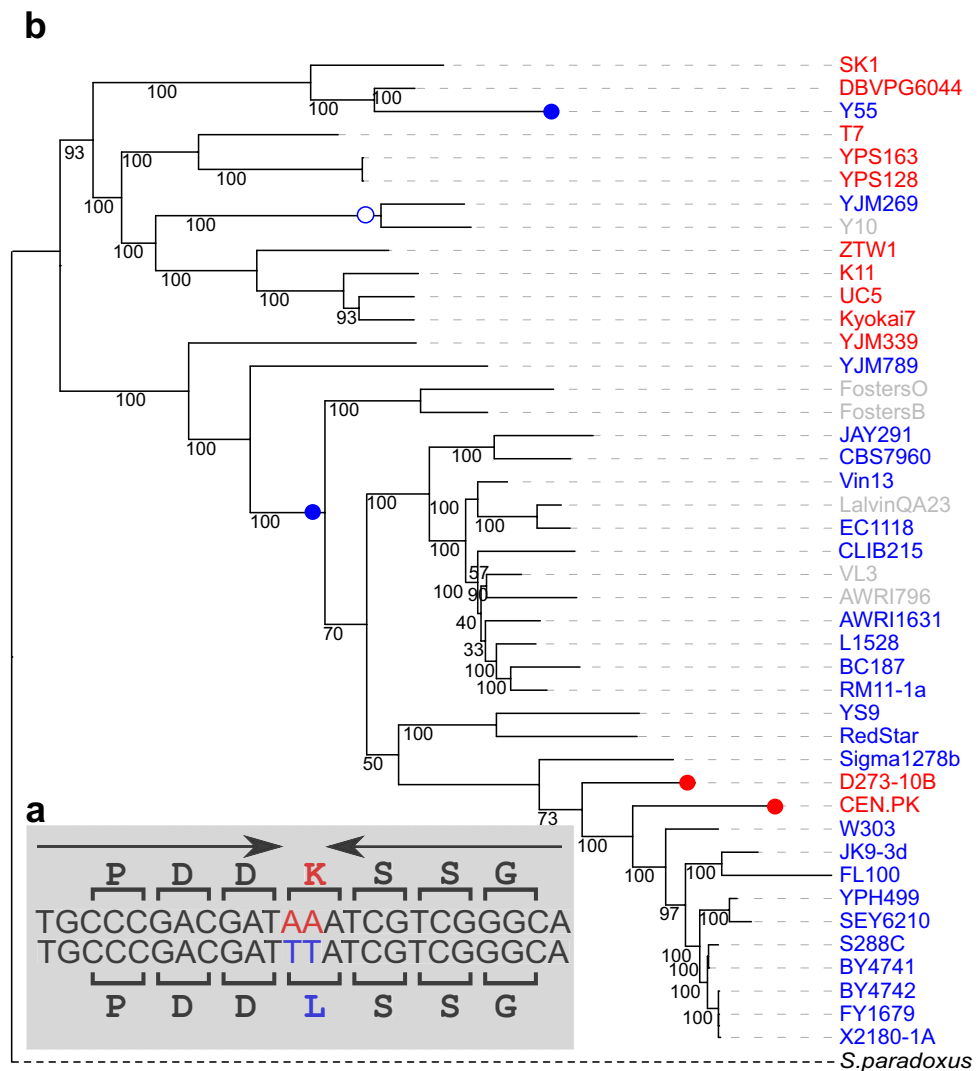 b
SK1
100
100
DBVPG6044
100
Y55
T7
93
100
YPS163
100
YPS128
100
YJM269
100
Y10
100
ZTW1
100
K11
100
UC5
93
Kyokai7
YJM339
YJM789
100
FostersO
100
FostersB
100
JAY291
100
CBS7960
Vin13
100
100
LalvinQA23
100
100
EC1118
100
CLIB215
57
VL3
100
90
AWRI796
40
AWRI1631
70
33
L1528
100
BC187
100
RM11-1a
YS9
100
RedStar
50
Sigma1278b
D273-10B
CEN.PK
73
100
W303
JK9-3d
100
100
FL100
YPH499
97
100
SEY6210
S288C
100
100
BY4741
100
BY4742
100
FY1679
X2180-1A
S.paradoxus
a
P D D K S S G
TGCCCGACGATAAATCGTCGGGCA
TGCCCGACGATTTATCGTCGGGCA
P D D L S S G